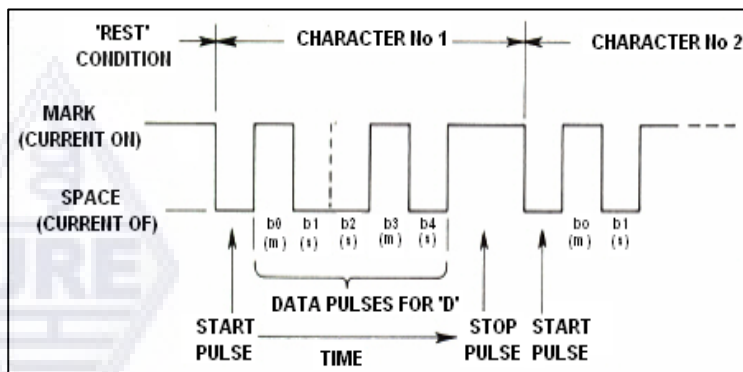 'REST' CONDITION
CHARACTER No 1
CHARACTER No 2
MARK
(CURRENT ON)
SPACE
(CURRENT OF)
b0 b1 b2 b3 b4 bo b1
(m) (s) (s) (m) (s) (m) (s)
DATA PULSES FOR 'D'
START PULSE
TIME
STOP PULSE
START PULSE
URE